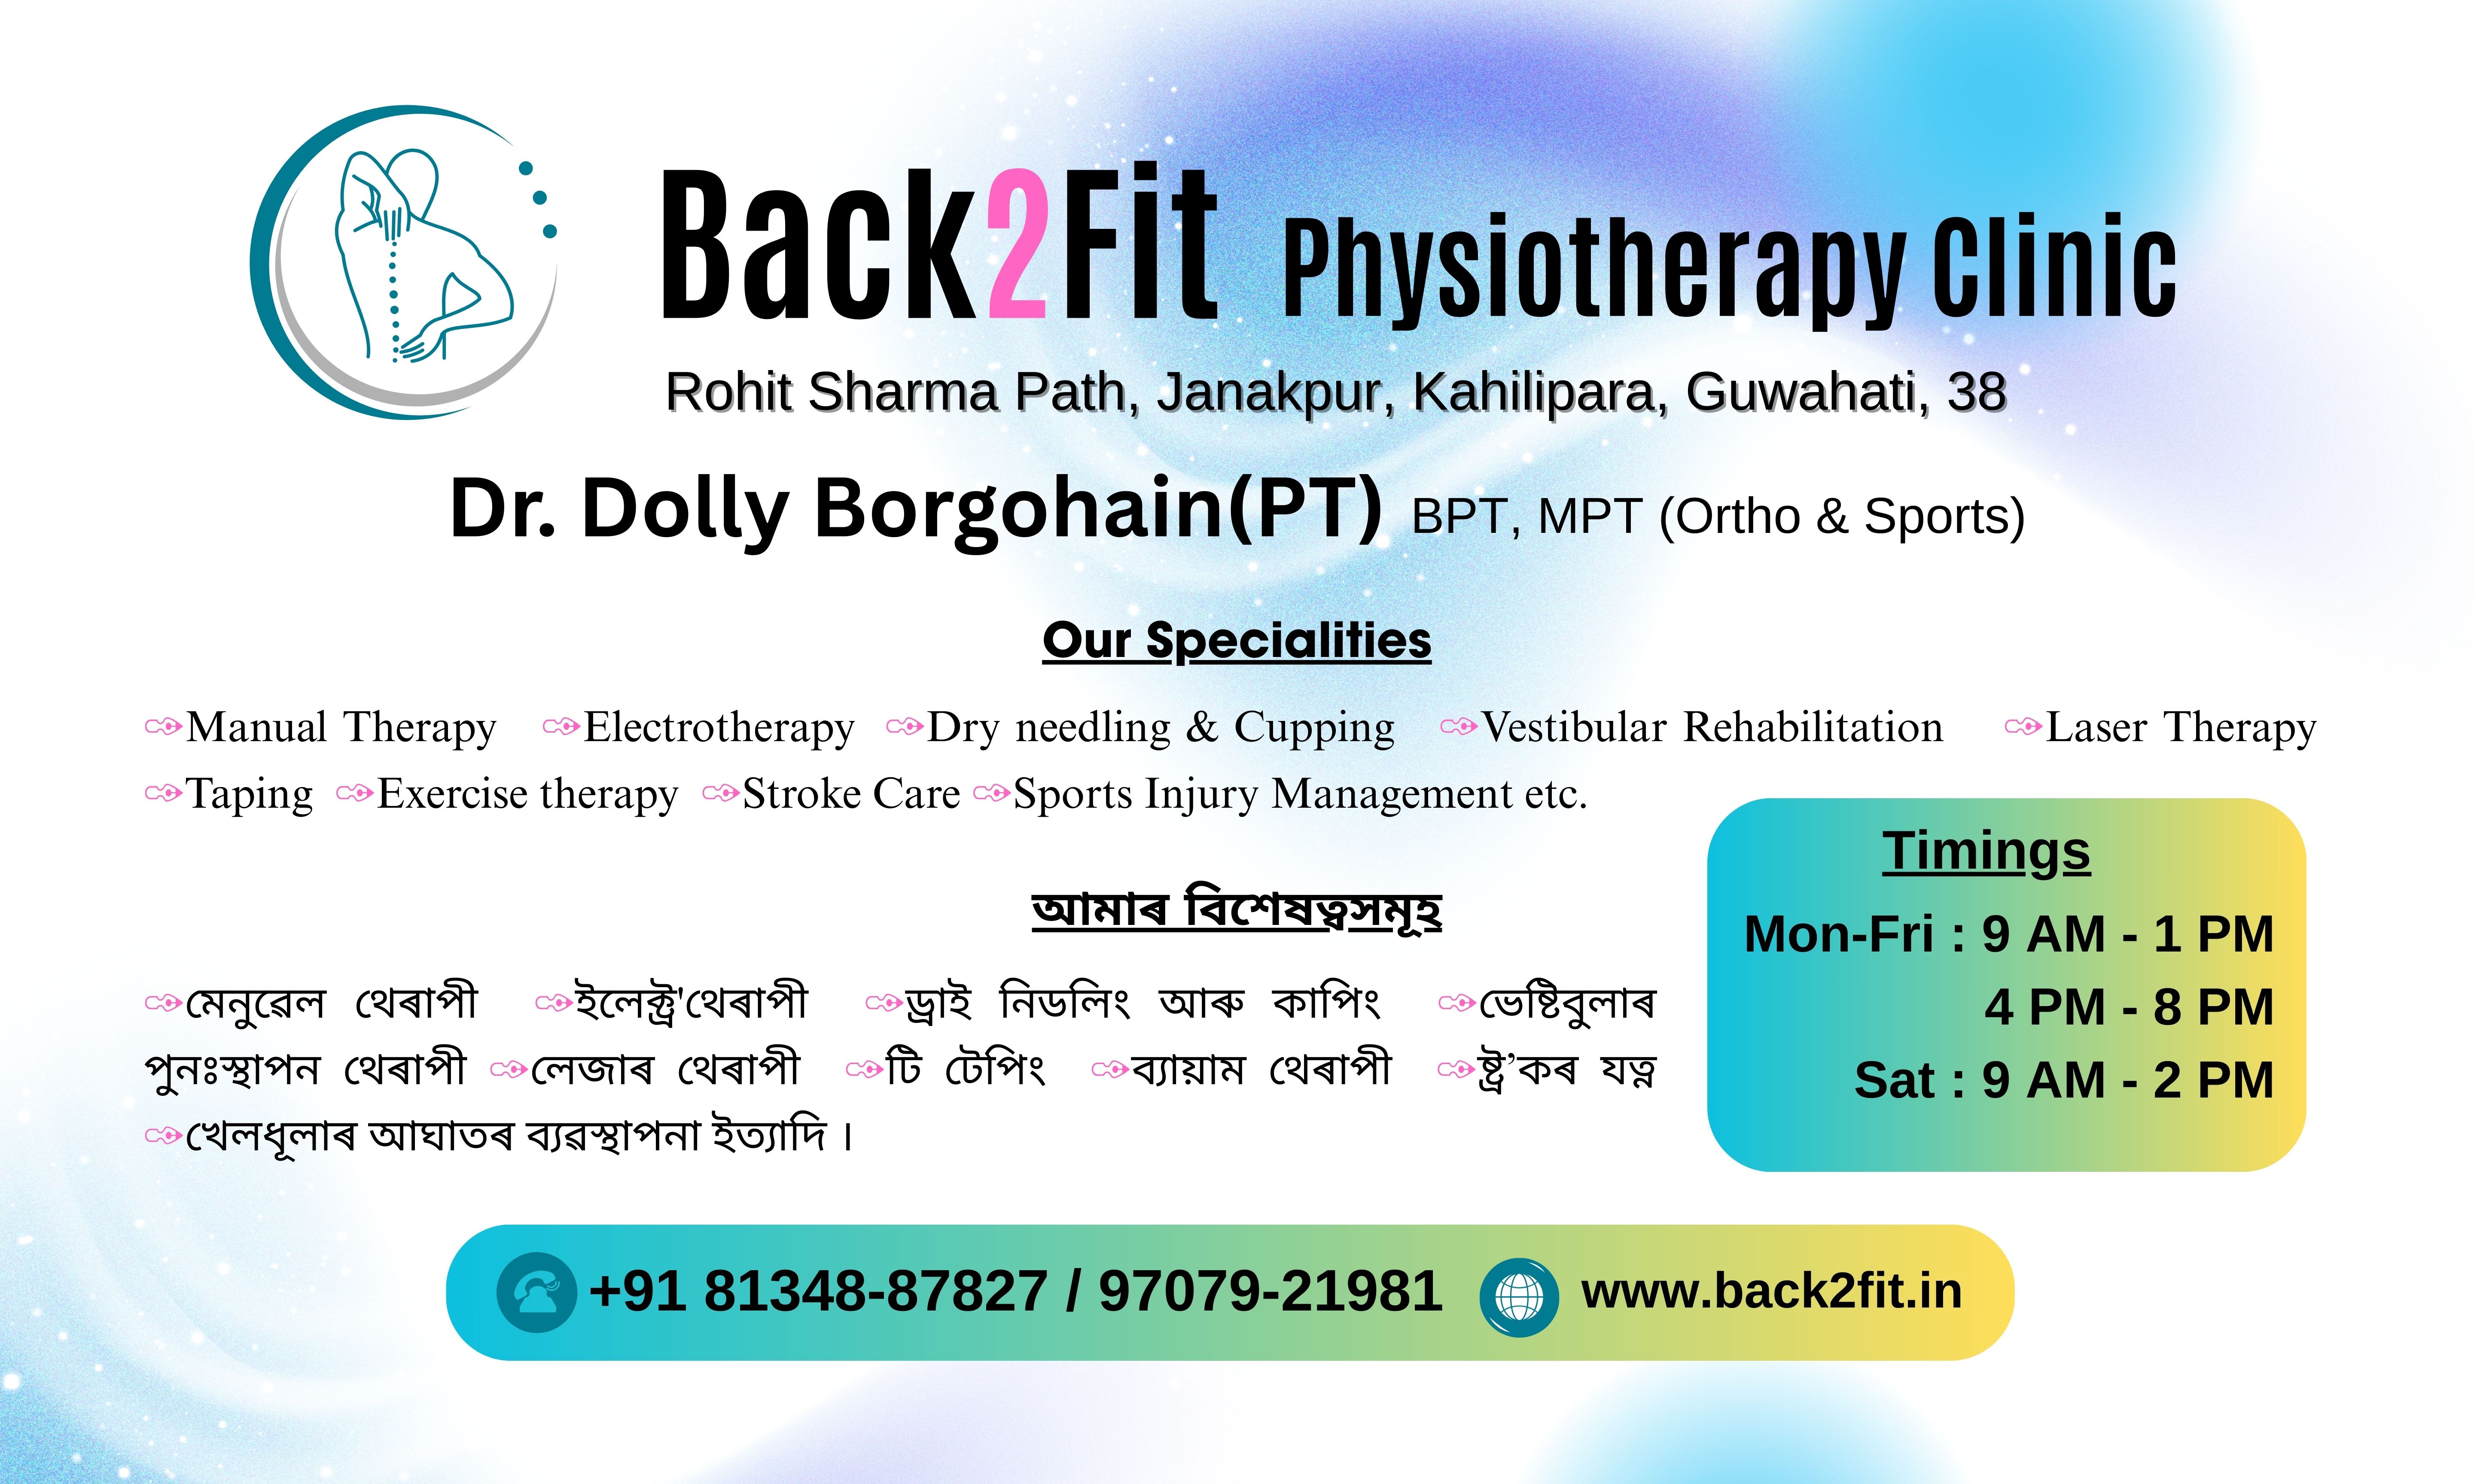 Back2Fit Physiotherapy Clinic
Rohit Sharma Path, Janakpur, Kahilipara, Guwahati, 38
Dr. Dolly Borgohain(PT) BPT, MPT (Ortho & Sports)
Our Specialities
Manual Therapy Electrotherapy Dry needling & Cupping Vestibular Rehabilitation Laser Therapy
Taping Exercise therapy Stroke Care Sports Injury Management etc.
আমাৰ বিশেষত্বসমূহ
মেনুৱেল থেৰাপী ইলেক্ট্ৰ'থেৰাপী ড্ৰাই নিডলিং আৰু কাপিং ভেষ্টিবুলাৰ
পুনঃস্থাপন থেৰাপী লেজাৰ থেৰাপী টি টেপিং ব্যায়াম থেৰাপী ষ্ট্ৰ’কৰ যত্ন
খেলধূলাৰ আঘাতৰ ব্যৱস্থাপনা ইত্যাদি ।
Timings
Mon-Fri : 9 AM - 1 PM
4 PM - 8 PM
Sat : 9 AM - 2 PM
+91 81348-87827 / 97079-21981 www.back2fit.in